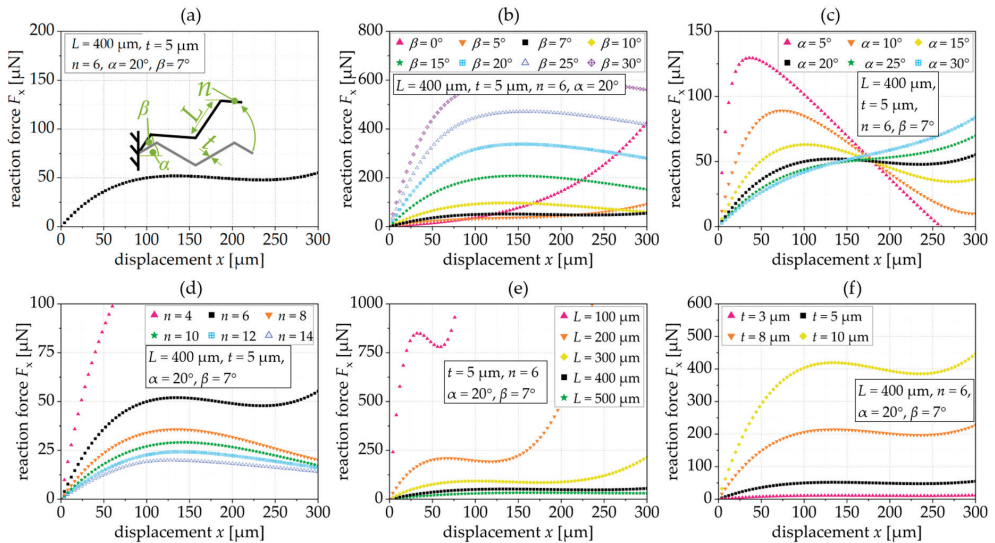 (a)
200
175
150
125
100
75
50
25
0
reaction force Fx [µN]
L = 400 µm, t = 5 µm
n = 6, α = 20°, β = 7°
n
L
β
t
α
0 50 100 150 200 250 300
displacement x [µm]
(b)
β = 0° β = 5° β = 7° β = 10°
β = 15° β = 20° β = 25° β = 30°
L = 400 µm, t = 5 µm, n = 6, α = 20°
800
600
400
200
0
reaction force Fx [µN]
0 50 100 150 200 250 300
displacement x [µm]
(c)
α = 5° α = 10° α = 15°
α = 20° α = 25° α = 30°
L = 400 µm,
t = 5 µm,
n = 6, β = 7°
150
100
50
0
reaction force Fx [µN]
0 50 100 150 200 250 300
displacement x [µm]
(d)
n = 4 n = 6 n = 8
n = 10 n = 12 n = 14
L = 400 µm, t = 5 µm,
α = 20°, β = 7°
100
75
50
25
0
reaction force Fx [µN]
0 50 100 150 200 250 300
displacement x [µm]
(e)
L = 100 µm
L = 200 µm
L = 300 µm
L = 400 µm
L = 500 µm
t = 5 µm, n = 6
α = 20°, β = 7°
1000
750
500
250
0
reaction force Fx [µN]
0 50 100 150 200 250 300
displacement x [µm]
(f)
t = 3 µm t = 5 µm
t = 8 µm t = 10 µm
L = 400 µm, n = 6,
α = 20°, β = 7°
600
500
400
300
200
100
50
0
reaction force Fx [µN]
0 50 100 150 200 250 300
displacement x [µm]